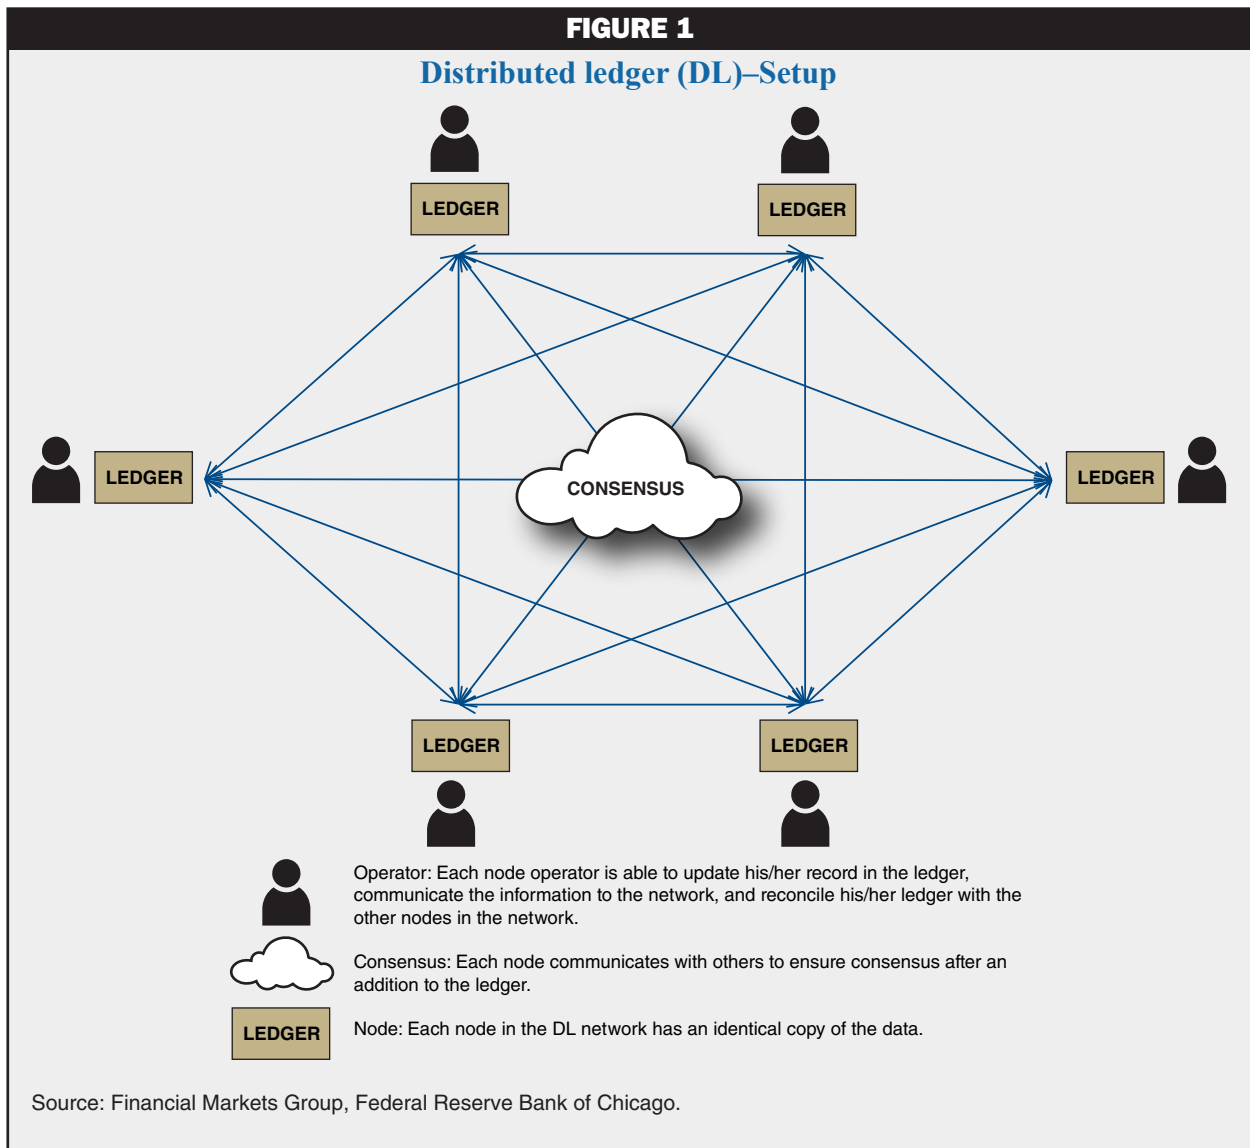 FIGURE 1
Distributed ledger (DL)–Setup
LEDGER
LEDGER
LEDGER
CONSENSUS
LEDGER
LEDGER
LEDGER
Operator: Each node operator is able to update his/her record in the ledger,
communicate the information to the network, and reconcile his/her ledger with the
other nodes in the network.
Consensus: Each node communicates with others to ensure consensus after an
addition to the ledger.
LEDGER
Node: Each node in the DL network has an identical copy of the data.
Source: Financial Markets Group, Federal Reserve Bank of Chicago.